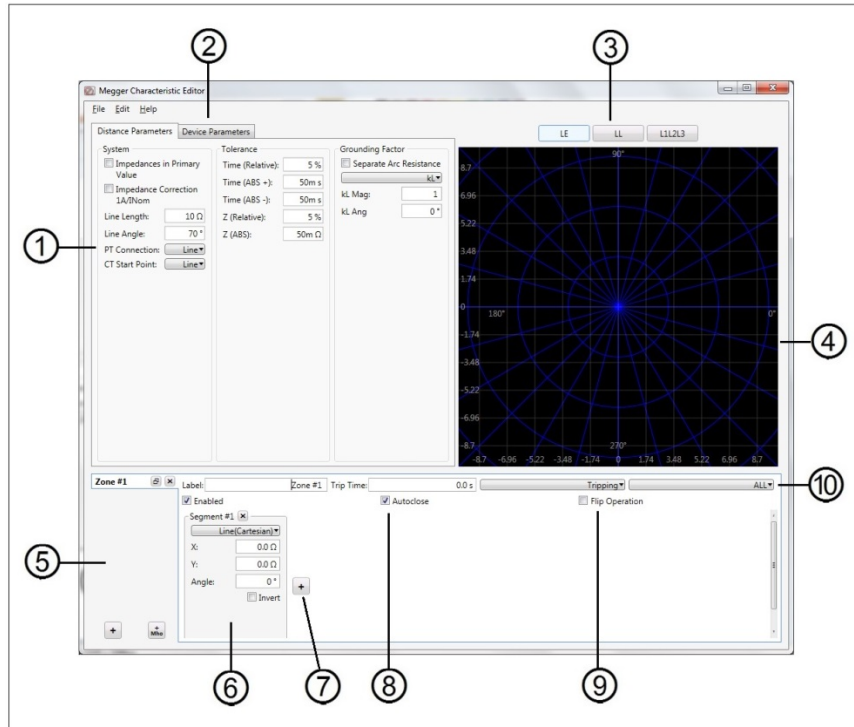 2
3
Megger Characteristic Editor
File Edit Help
Distance Parameters Device Parameters
LE LL L1L2L3
System
Impedances in Primary
Value
Impedance Correction
1A/INom
Line Length: 10 Ω
Line Angle: 70 °
PT Connection: Line
CT Start Point: Line
Tolerance
Time (Relative): 5 %
Time (ABS +): 50m s
Time (ABS -): 50m s
Z (Relative): 5 %
Z (ABS): 50m Ω
Grounding Factor
Separate Arc Resistance
kL
kL Mag: 1
kL Ang 0 °
90°
8.7
6.96
5.22
3.48
1.74
0 180° 0°
-1.74
-3.48
-5.22
-6.96
-8.7 270°
-8.7 -6.96 -5.22 -3.48 -1.74 0 1.74 3.48 5.22 6.96 8.7
1
4
Zone #1
Label: Zone #1 Trip Time: 0.0 s Tripping ALL
10
Enabled Autoclose Flip Operation
Segment #1
Line(Cartesian)
X: 0.0 Ω
Y: 0.0 Ω
Angle: 0 °
Invert
+
5
+ + Mho
6
7
8
9